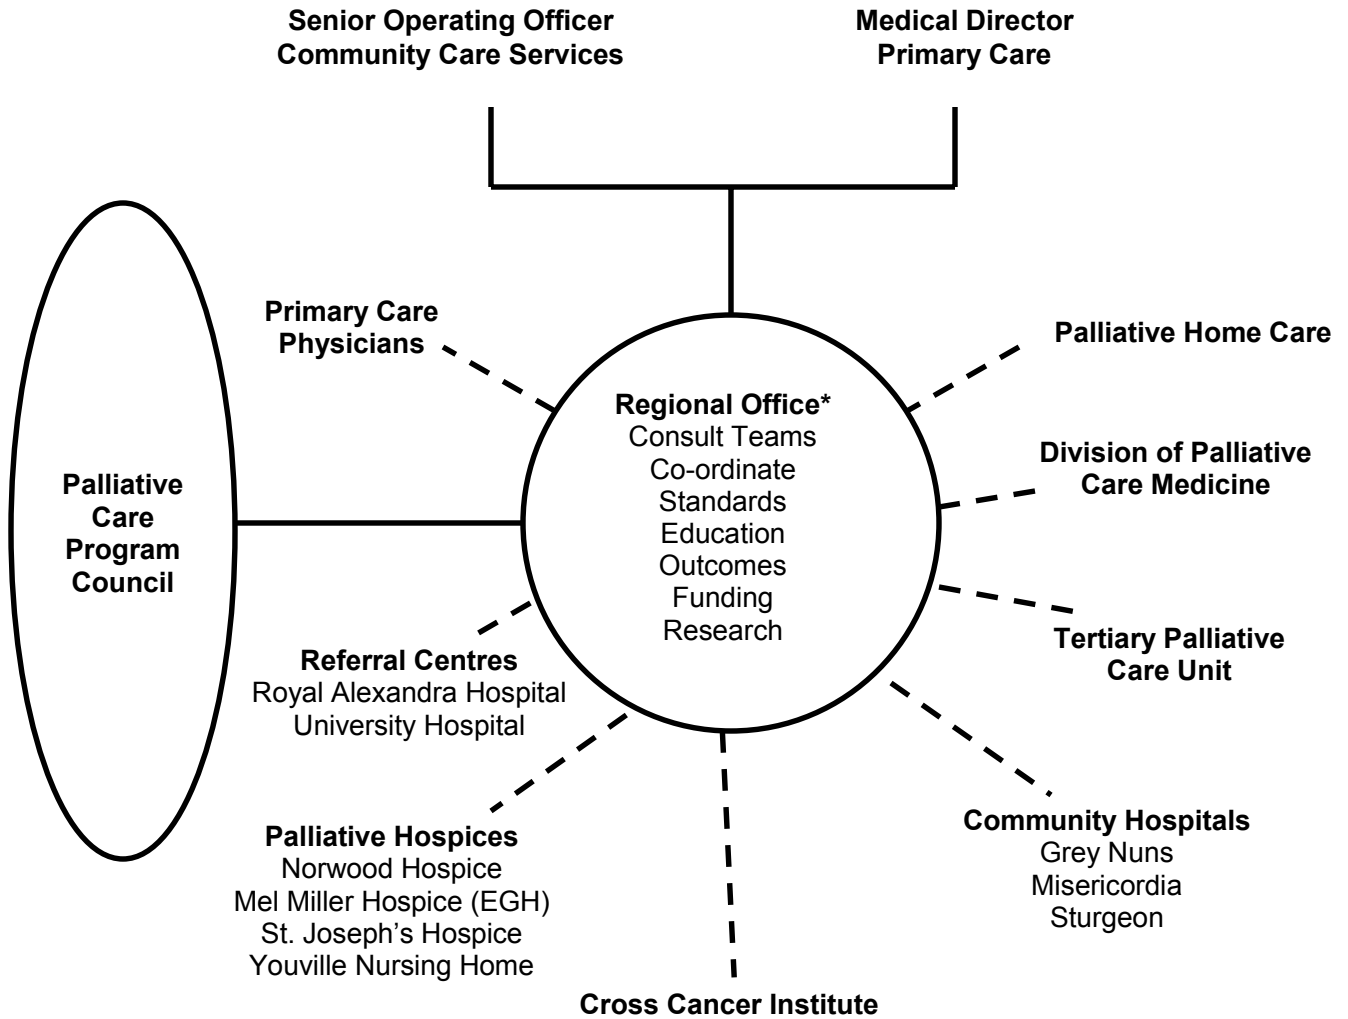 Senior Operating Officer
Community Care Services
Medical Director
Primary Care
Primary Care
Physicians
Palliative Home Care
Regional Office*
Consult Teams
Co-ordinate
Standards
Education
Outcomes
Funding
Research
Division of Palliative
Care Medicine
Palliative
Care
Program
Council
Tertiary Palliative
Care Unit
Referral Centres
Royal Alexandra Hospital
University Hospital
Palliative Hospices
Norwood Hospice
Mel Miller Hospice (EGH)
St. Joseph’s Hospice
Youville Nursing Home
Community Hospitals
Grey Nuns
Misericordia
Sturgeon
Cross Cancer Institute